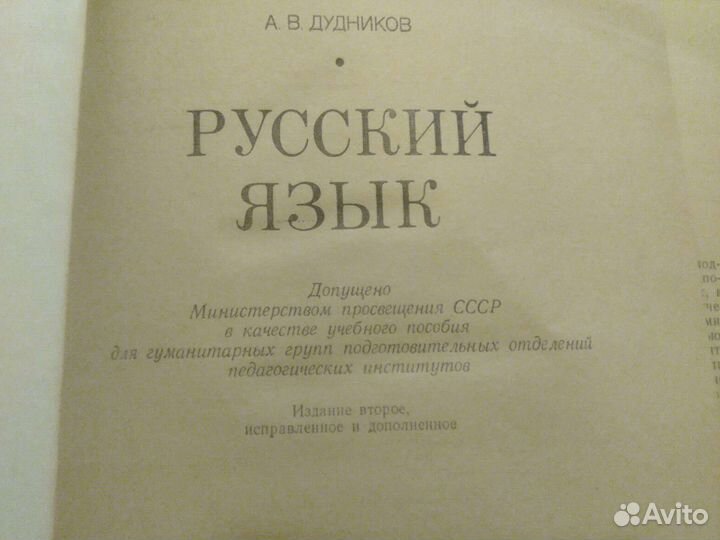 А. В. ДУДНИКОВ
РУССКИЙ
ЯЗЫК
Допущено
Министерством просвещения СССР
в качестве учебного пособия
для гуманитарных групп подготовительных отделений
педагогических институтов
Издание второе,
исправленное и дополненное
Avito